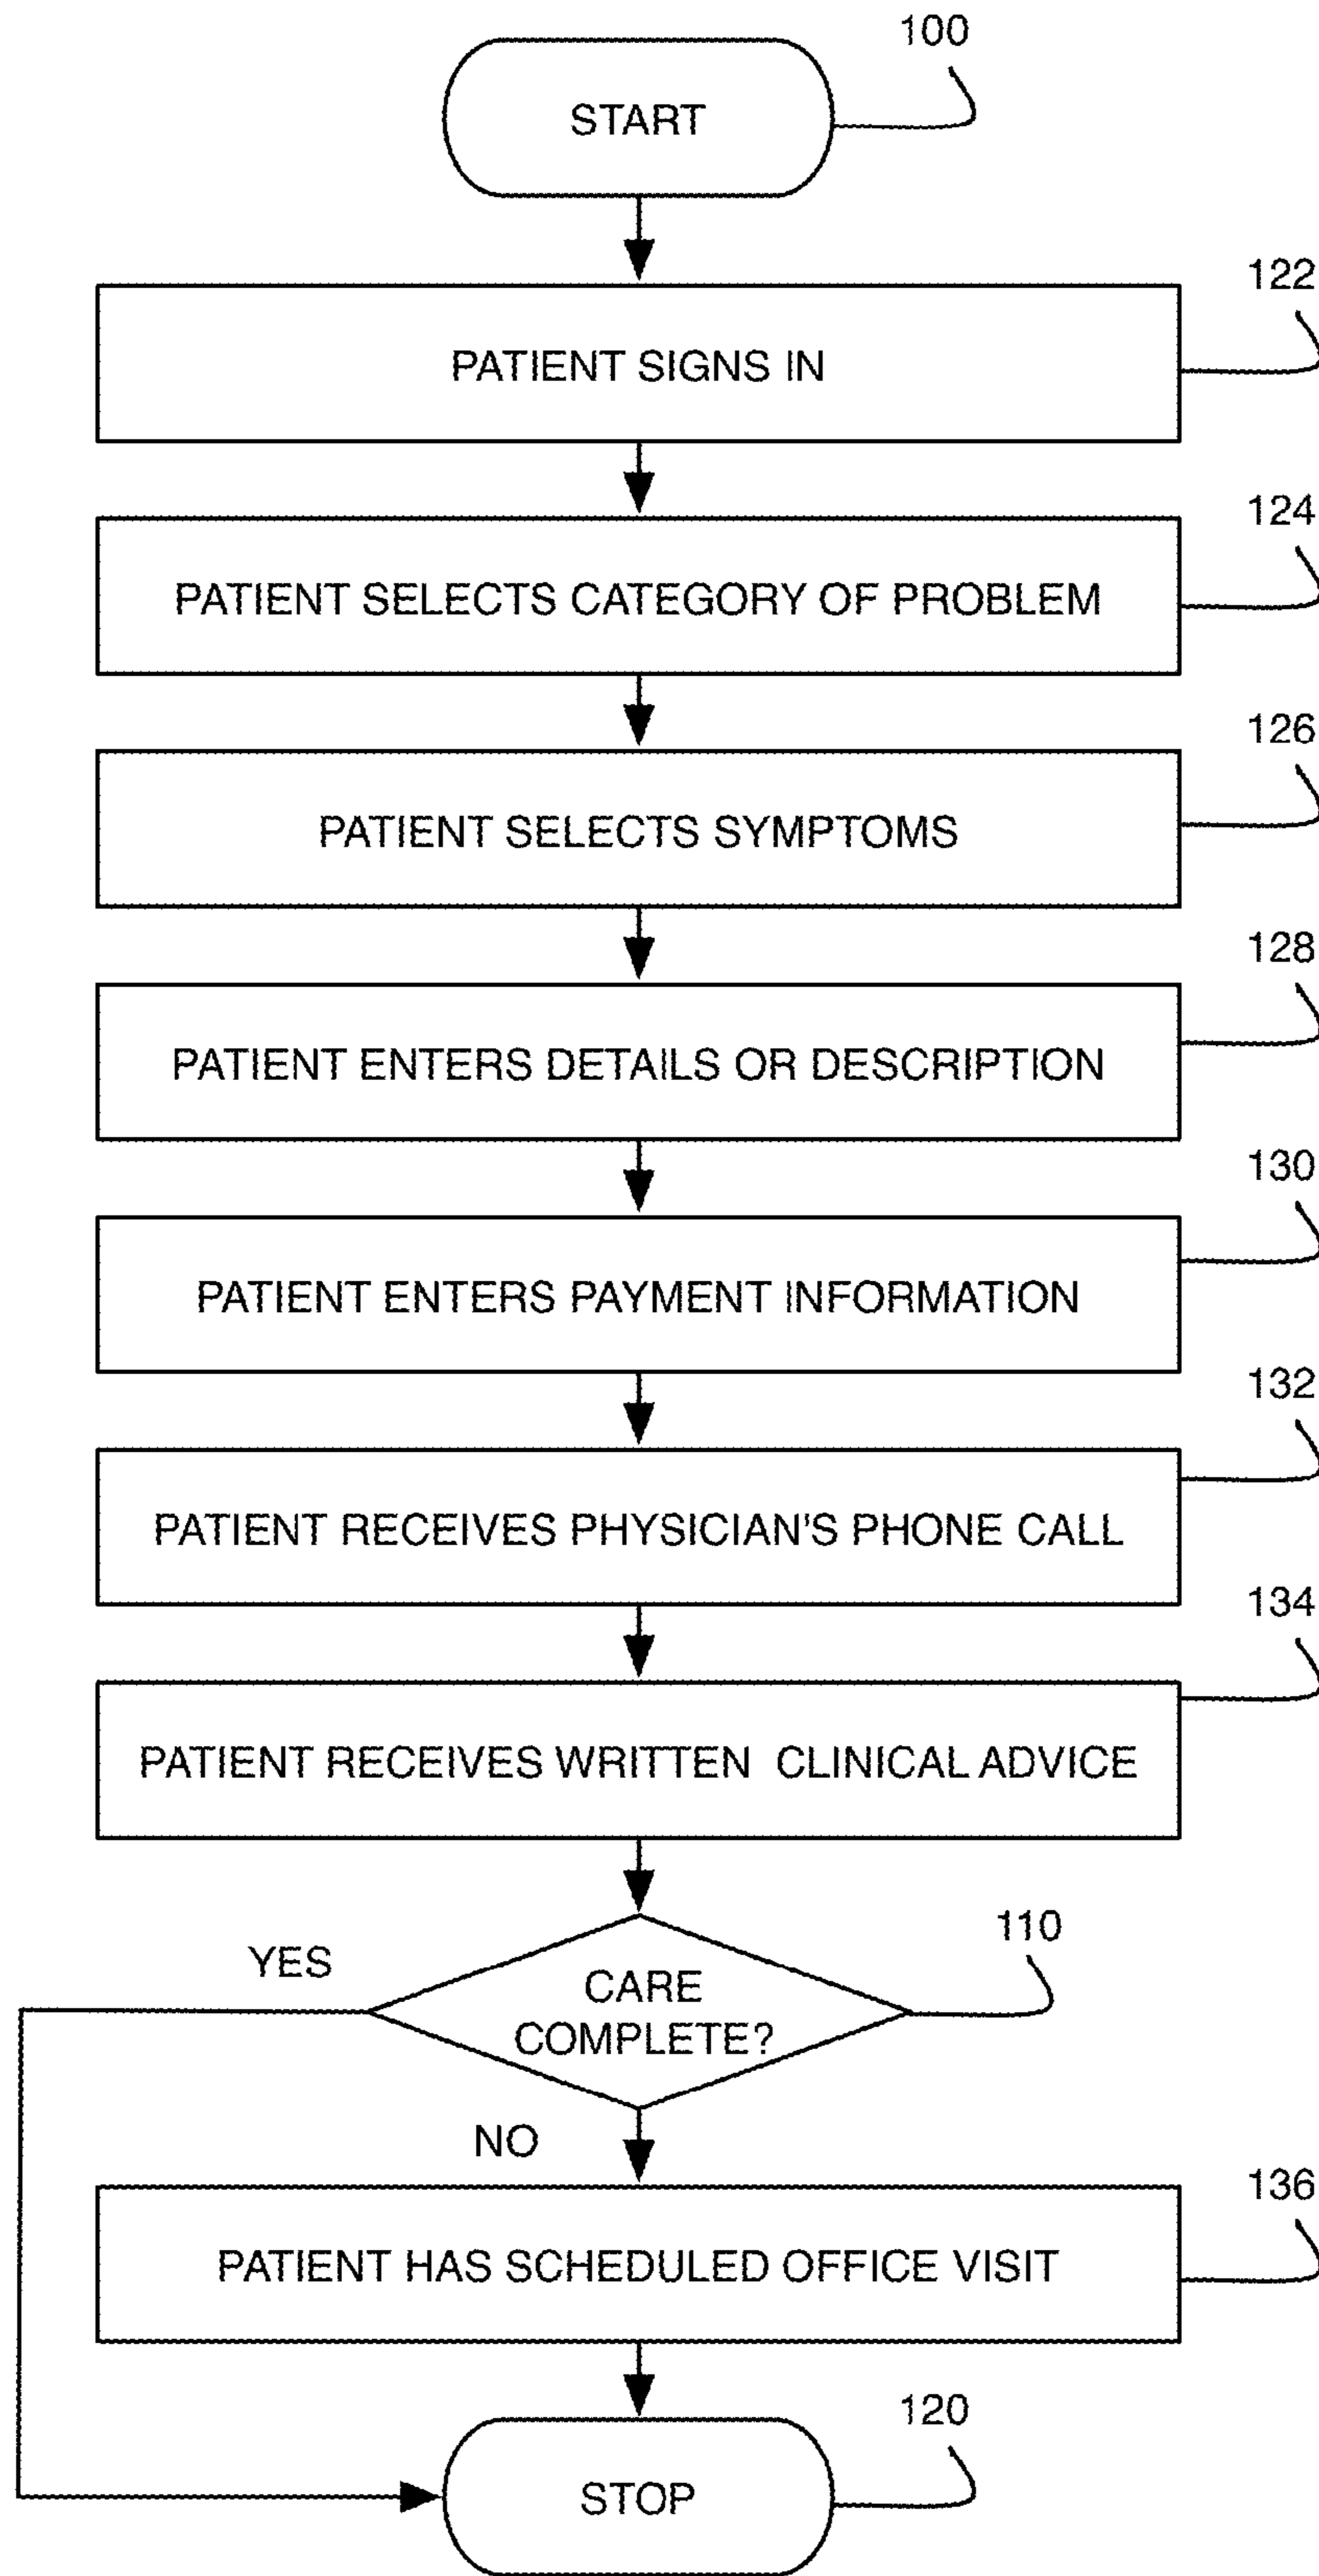 100
START
122
PATIENT SIGNS IN
124
PATIENT SELECTS CATEGORY OF PROBLEM
126
PATIENT SELECTS SYMPTOMS
128
PATIENT ENTERS DETAILS OR DESCRIPTION
130
PATIENT ENTERS PAYMENT INFORMATION
132
PATIENT RECEIVES PHYSICIAN'S PHONE CALL
134
PATIENT RECEIVES WRITTEN CLINICAL ADVICE
110
YES
CARE
COMPLETE?
NO
136
PATIENT HAS SCHEDULED OFFICE VISIT
120
STOP